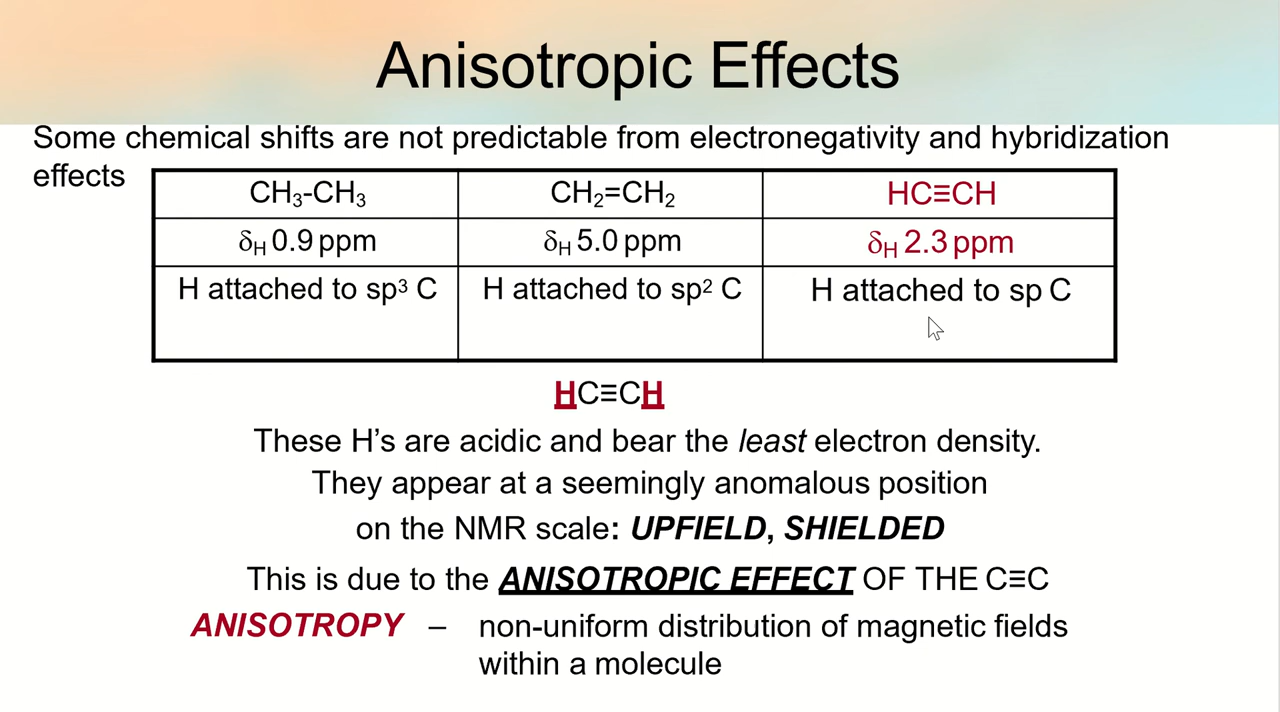 Anisotropic Effects
Some chemical shifts are not predictable from electronegativity and hybridization
effects
CH₃-CH₃ CH₂=CH₂ HC≡CH
δH 0.9 ppm δH 5.0 ppm δH 2.3 ppm
H attached to sp³ C H attached to sp² C H attached to sp C
HC≡CH
These H’s are acidic and bear the least electron density.
They appear at a seemingly anomalous position
on the NMR scale: UPFIELD, SHIELDED
This is due to the ANISOTROPIC EFFECT OF THE C≡C
ANISOTROPY – non-uniform distribution of magnetic fields
within a molecule